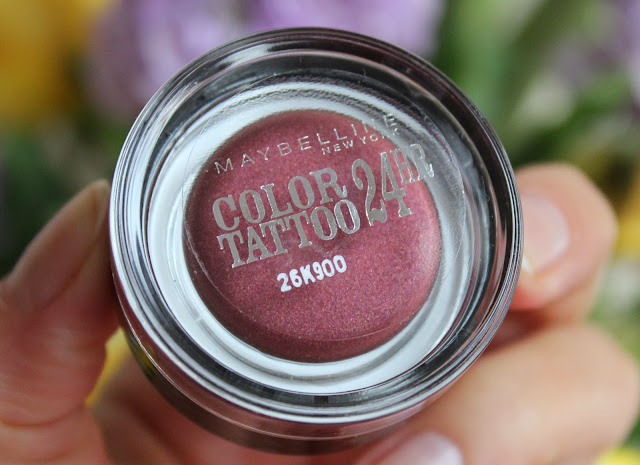 MAYBELLINE
NEW YORK
COLOR
TATTOO 24HR
26K900